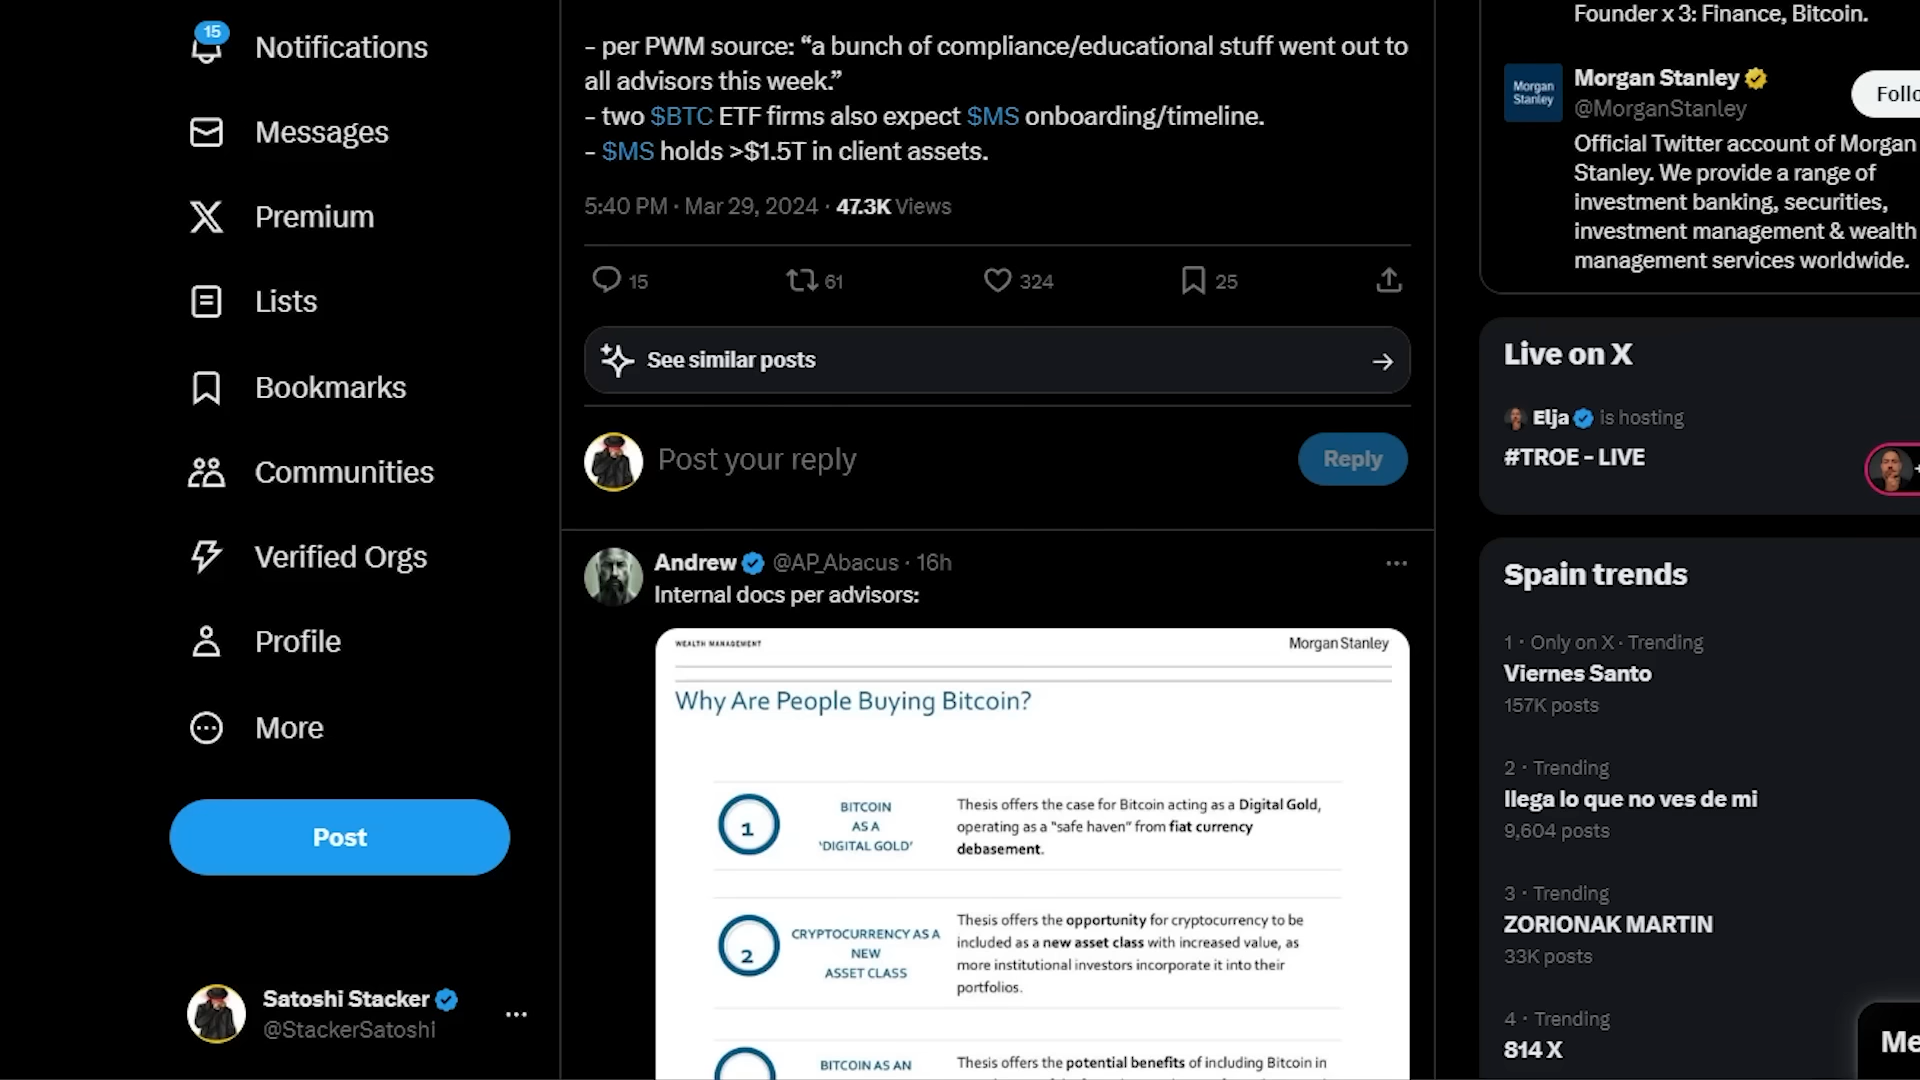 15
Notifications
Messages
Premium
Lists
Bookmarks
Communities
Verified Orgs
Profile
More
Post
Satoshi Stacker
@StackerSatoshi
- per PWM source: “a bunch of compliance/educational stuff went out to
all advisors this week.”
- two $BTC ETF firms also expect $MS onboarding/timeline.
- $MS holds >$1.5T in client assets.
5:40 PM · Mar 29, 2024 · 47.3K Views
15 61 324 25
See similar posts
Post your reply
Reply
Andrew @AP_Abacus · 16h
Internal docs per advisors:
WEALTH MANAGEMENT
Morgan Stanley
Why Are People Buying Bitcoin?
1
BITCOIN
AS A
'DIGITAL GOLD'
Thesis offers the case for Bitcoin acting as a Digital Gold,
operating as a “safe haven” from fiat currency
debasement.
2
CRYPTOCURRENCY AS A
NEW
ASSET CLASS
Thesis offers the opportunity for cryptocurrency to be
included as a new asset class with increased value, as
more institutional investors incorporate it into their
portfolios.
BITCOIN AS AN
Thesis offers the potential benefits of including Bitcoin in
Founder x 3: Finance, Bitcoin.
Morgan
Stanley
Morgan Stanley
@MorganStanley
Follo
Official Twitter account of Morgan
Stanley. We provide a range of
investment banking, securities,
investment management & wealth
management services worldwide.
Live on X
Elja is hosting
#TROE - LIVE
Spain trends
1 · Only on X · Trending
Viernes Santo
157K posts
2 · Trending
llega lo que no ves de mi
9,604 posts
3 · Trending
ZORIONAK MARTIN
33K posts
4 · Trending
814 X
Me